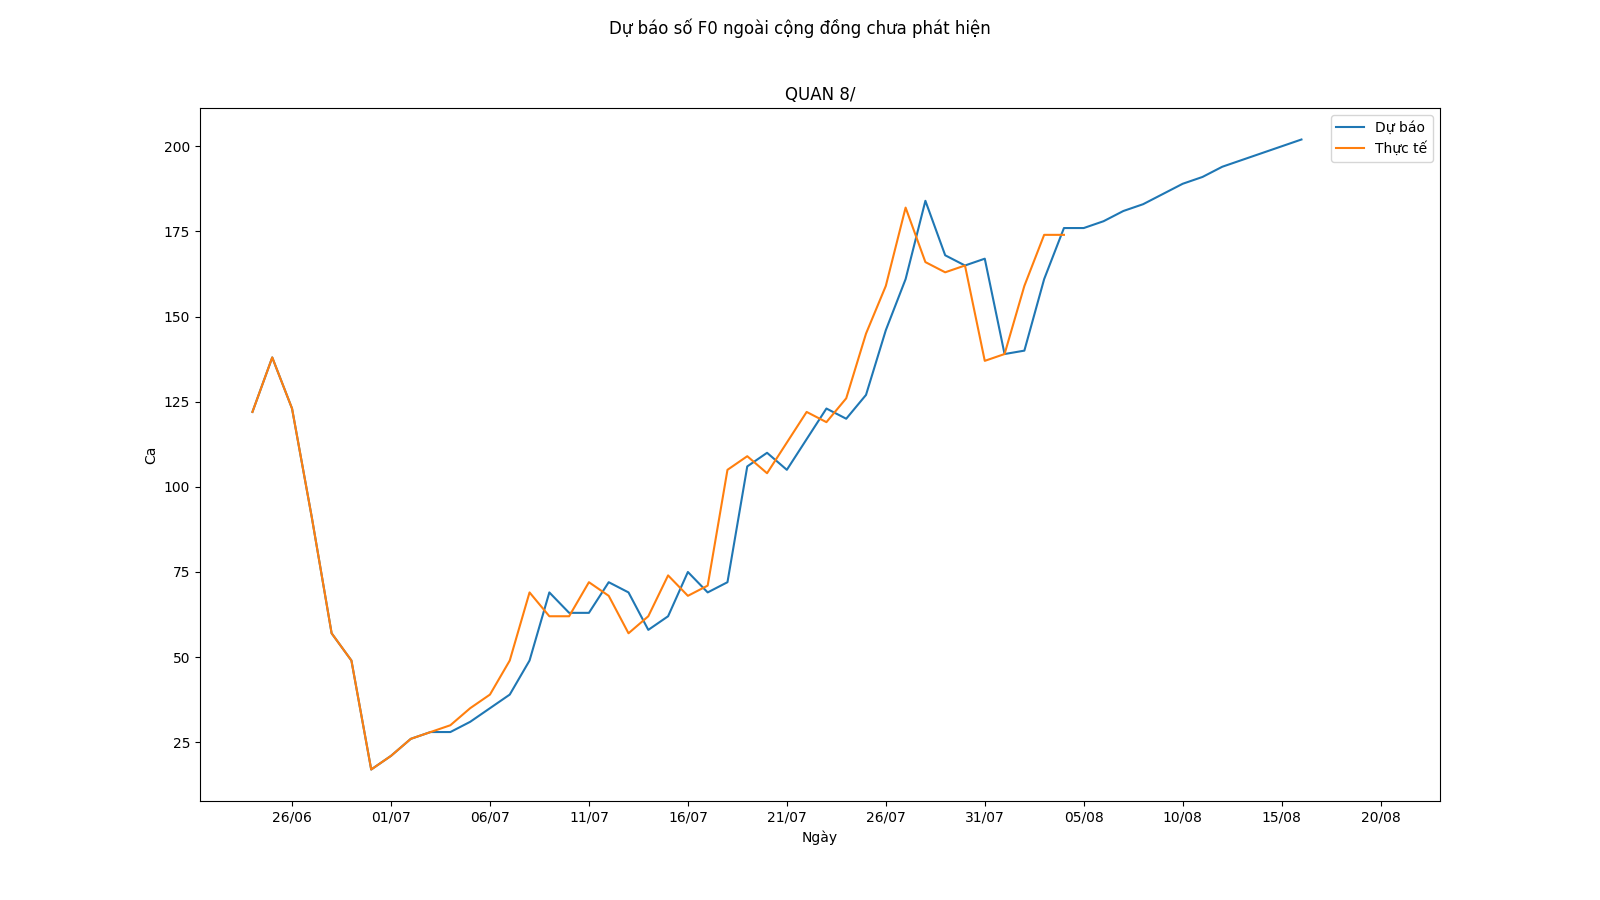 Dự báo số F0 ngoài cộng đồng chưa phát hiện
QUAN 8/
Dự báo
Thực tế
200
175
150
125
100
75
50
25
Ca
26/06 01/07 06/07 11/07 16/07 21/07 26/07 31/07 05/08 10/08 15/08 20/08
Ngày